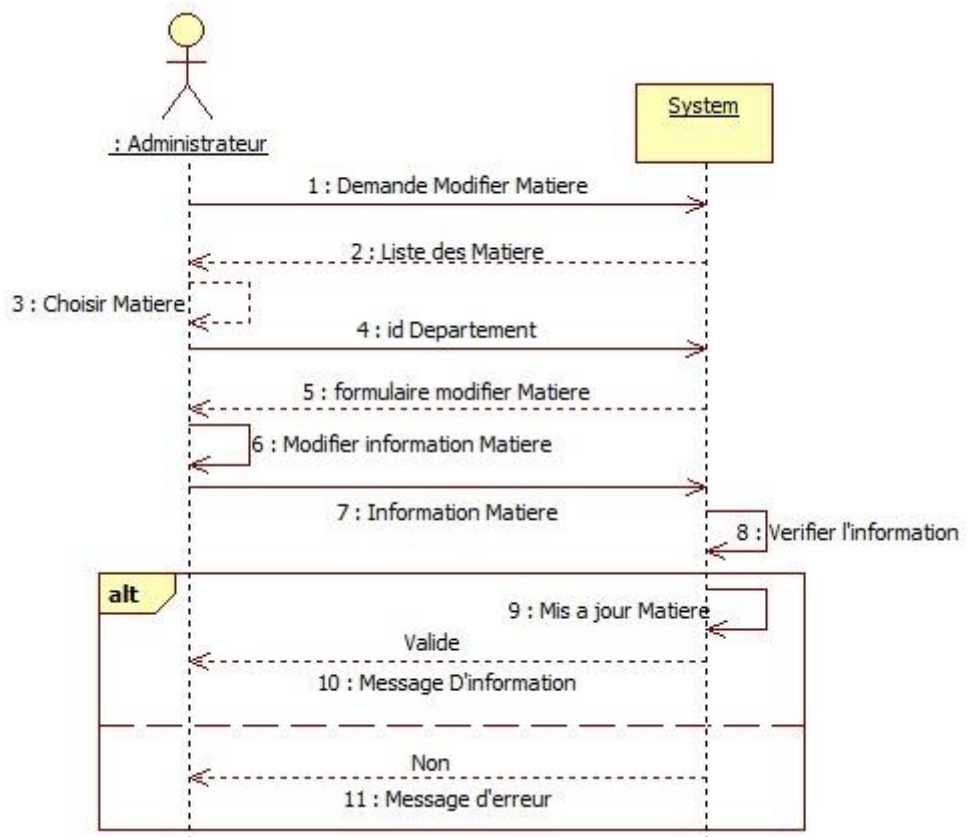 System
: Administrateur
1 : Demande Modifier Matiere
2 : Liste des Matiere
3 : Choisir Matiere
4 : id Departement
5 : formulaire modifier Matiere
6 : Modifier information Matiere
7 : Information Matiere
8 : Verifier l'information
alt
9 : Mis a jour Matiere
Valide
10 : Message D'information
Non
11 : Message d'erreur